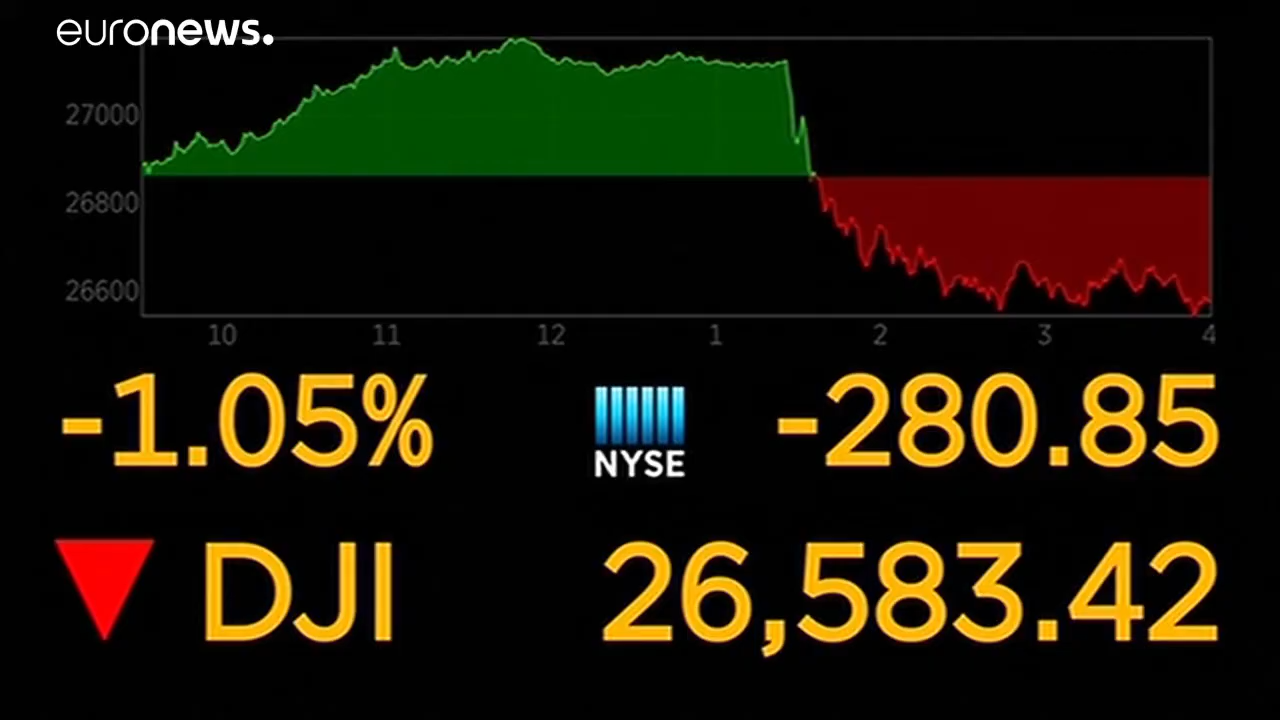 euronews.
27000
26800
26600
10 11 12 1 2 3 4
-1.05% NYSE -280.85
DJI 26,583.42